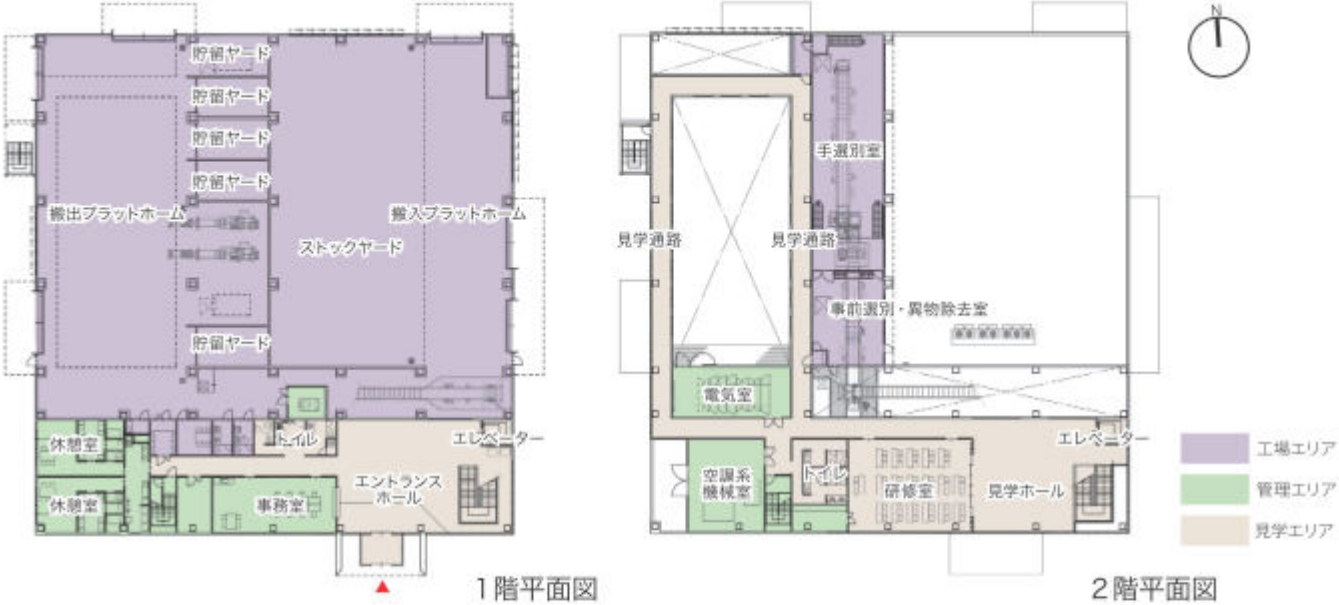 貯留ヤード
貯留ヤード
貯留ヤード
貯留ヤード
搬出プラットホーム
搬入プラットホーム
ストックヤード
貯留ヤード
休憩室
トイレ
エレベーター
エントランス
ホール
休憩室
事務室
1階平面図
N
手選別室
見学通路
見学通路
事前選別・異物除去室
電気室
エレベーター
空調系
機械室
トイレ
研修室
見学ホール
2階平面図
工場エリア
管理エリア
見学エリア